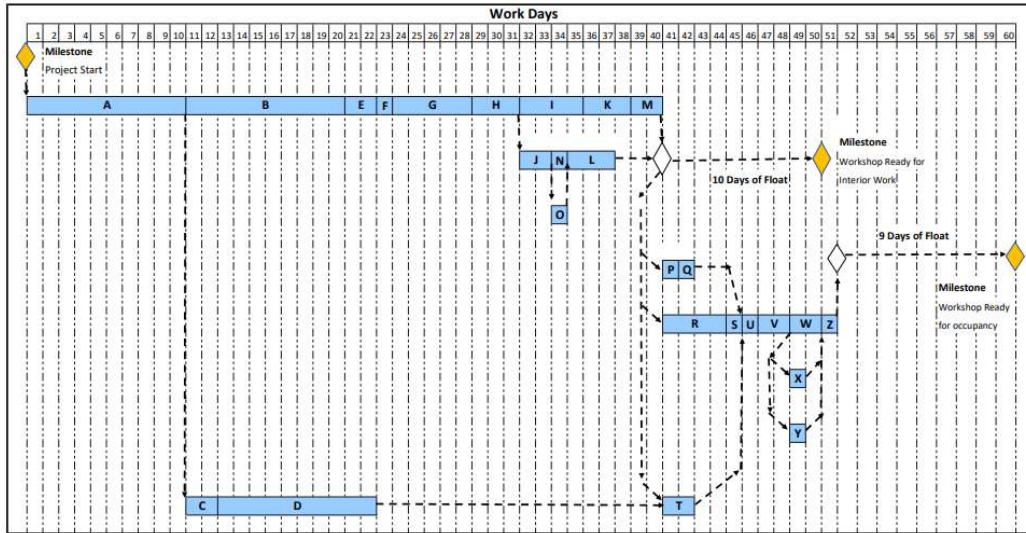 Work Days
1 2 3 4 5 6 7 8 9 10 11 12 13 14 15 16 17 18 19 20 21 22 23 24 25 26 27 28 29 30 31 32 33 34 35 36 37 38 39 40 41 42 43 44 45 46 47 48 49 50 51 52 53 54 55 56 57 58 59 60
Milestone
Project Start
A B E F G H I K M
J N L
Milestone
Workshop Ready for
Interior Work
10 Days of Float
O
9 Days of Float
P Q
Milestone
Workshop Ready
for occupancy
R S U V W Z
X
Y
C D T